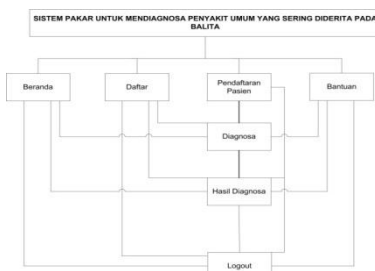 SISTEM PAKAR UNTUK MENDIAGNOSA PENYAKIT UMUM YANG SERING DIDERITA PADA
BALITA
Beranda
Daftar
Pendaftaran
Pasien
Bantuan
Diagnosa
Hasil Diagnosa
Logout